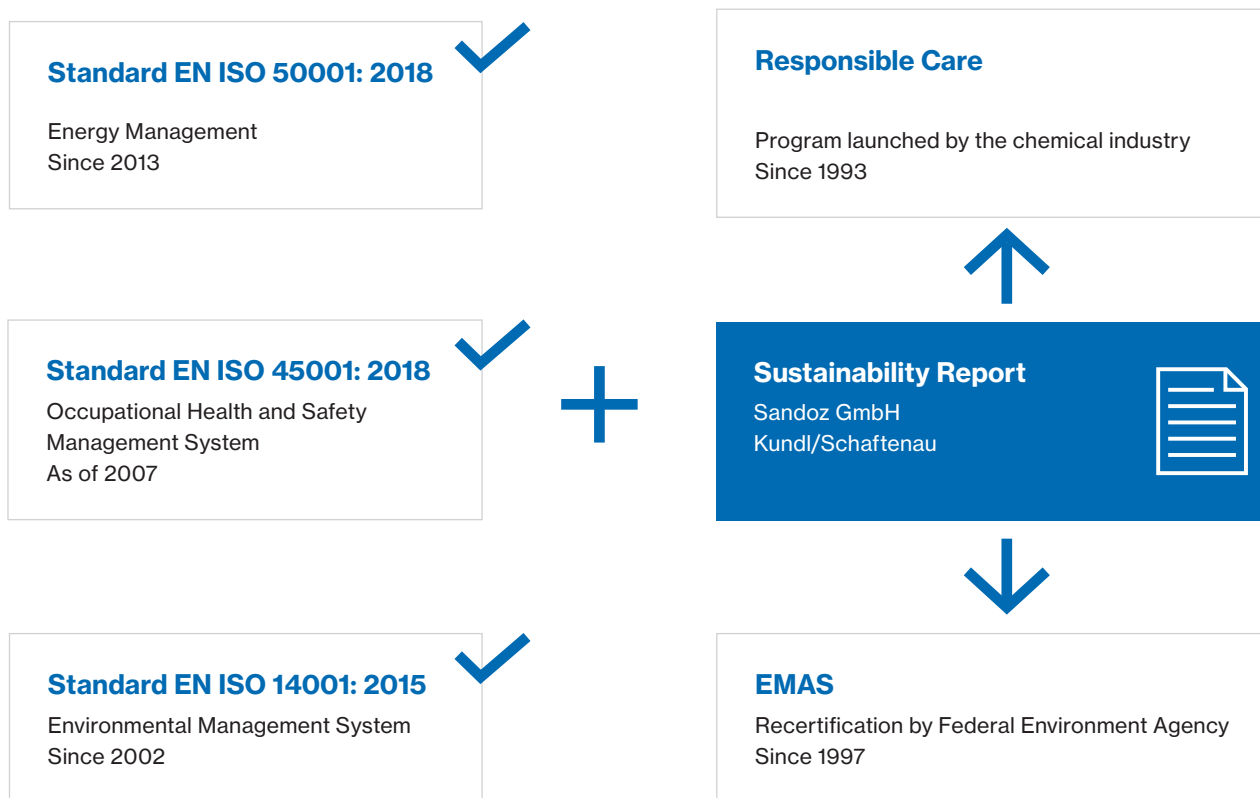 Standard EN ISO 50001: 2018
Energy Management
Since 2013
Responsible Care
Program launched by the chemical industry
Since 1993
Standard EN ISO 45001: 2018
Occupational Health and Safety
Management System
As of 2007
Sustainability Report
Sandoz GmbH
Kundl/Schaftenau
Standard EN ISO 14001: 2015
Environmental Management System
Since 2002
EMAS
Recertification by Federal Environment Agency
Since 1997